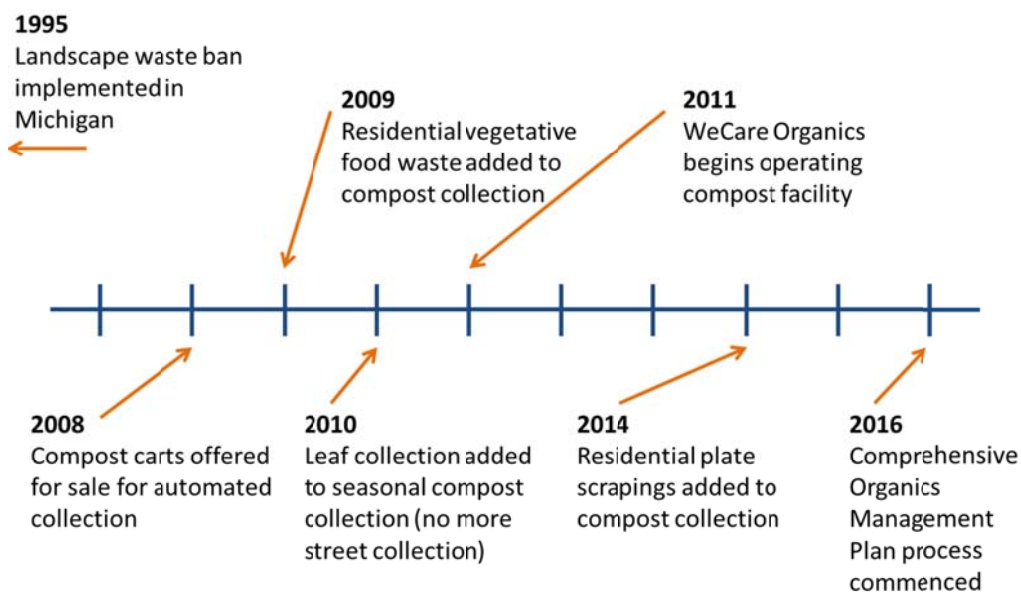 1995
Landscape waste ban
implemented in
Michigan
2009
Residential vegetative
food waste added to
compost collection
2011
WeCare Organics
begins operating
compost facility
2008
Compost carts offered
for sale for automated
collection
2010
Leaf collection added
to seasonal compost
collection (no more
street collection)
2014
Residential plate
scrapings added to
compost collection
2016
Comprehensive
Organics
Management
Plan process
commenced